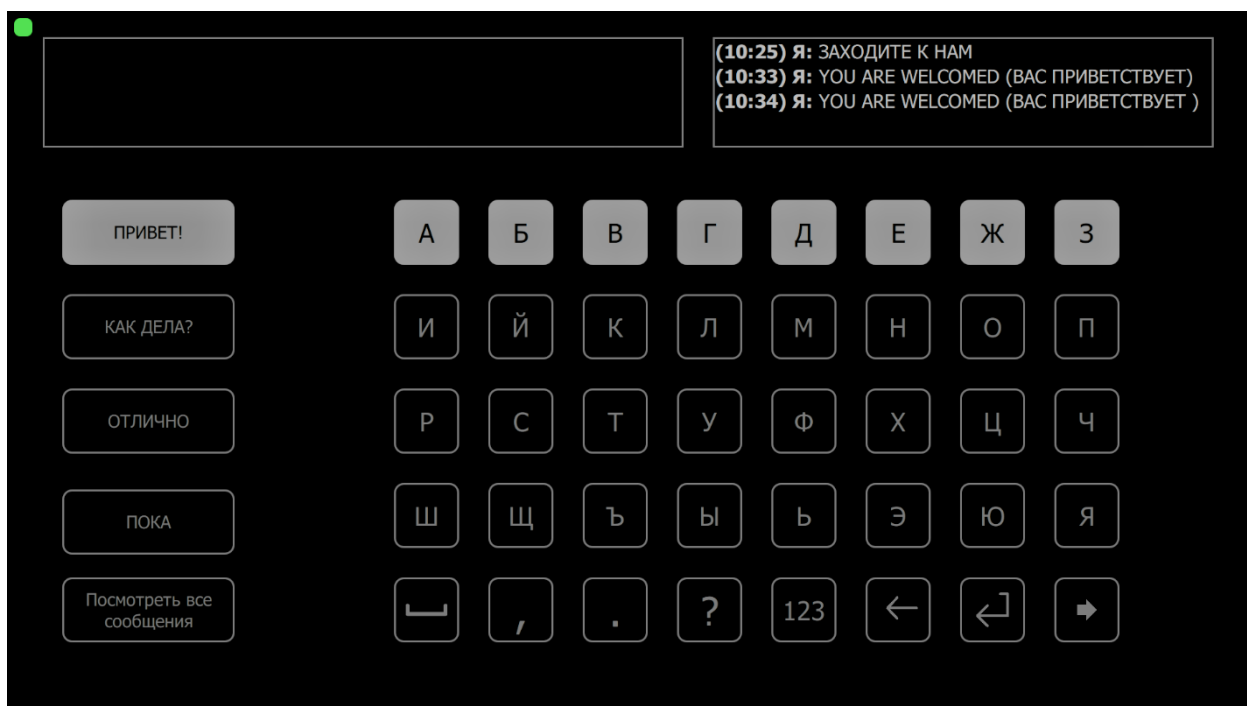 (10:25) Я: ЗАХОДИТЕ К НАМ
(10:33) Я: YOU ARE WELCOMED (ВАС ПРИВЕТСТВУЕТ)
(10:34) Я: YOU ARE WELCOMED (ВАС ПРИВЕТСТВУЕТ )
ПРИВЕТ! А Б В Г Д Е Ж З
КАК ДЕЛА? И Й К Л М Н О П
ОТЛИЧНО Р С Т У Ф Х Ц Ч
ПОКА Ш Щ Ъ Ы Ь Э Ю Я
Посмотреть все
сообщения , . ? 123